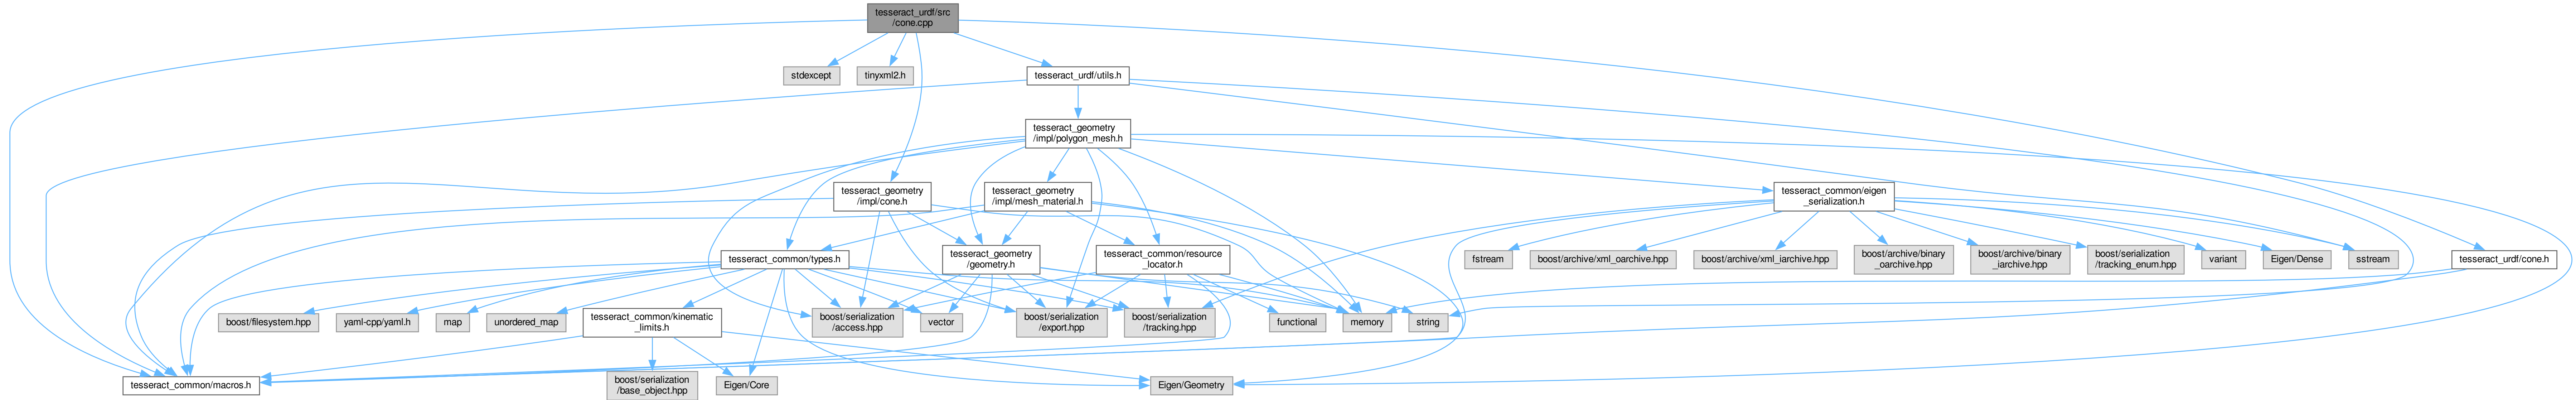 tesseract_urdf/src
/cone.cpp
stdexcept
tinyxml2.h
tesseract_urdf/utils.h
tesseract_geometry
/impl/polygon_mesh.h
tesseract_geometry
/impl/cone.h
tesseract_geometry
/impl/mesh_material.h
tesseract_common/eigen
_serialization.h
tesseract_common/types.h
tesseract_geometry
/geometry.h
tesseract_common/resource
_locator.h
fstream
boost/archive/xml_oarchive.hpp
boost/archive/xml_iarchive.hpp
boost/archive/binary
_oarchive.hpp
boost/archive/binary
_iarchive.hpp
boost/serialization
/tracking_enum.hpp
variant
Eigen/Dense
sstream
tesseract_urdf/cone.h
boost/filesystem.hpp
yaml-cpp/yaml.h
map
unordered_map
tesseract_common/kinematic
_limits.h
boost/serialization
/access.hpp
vector
boost/serialization
/export.hpp
boost/serialization
/tracking.hpp
functional
memory
string
tesseract_common/macros.h
boost/serialization
/base_object.hpp
Eigen/Core
Eigen/Geometry